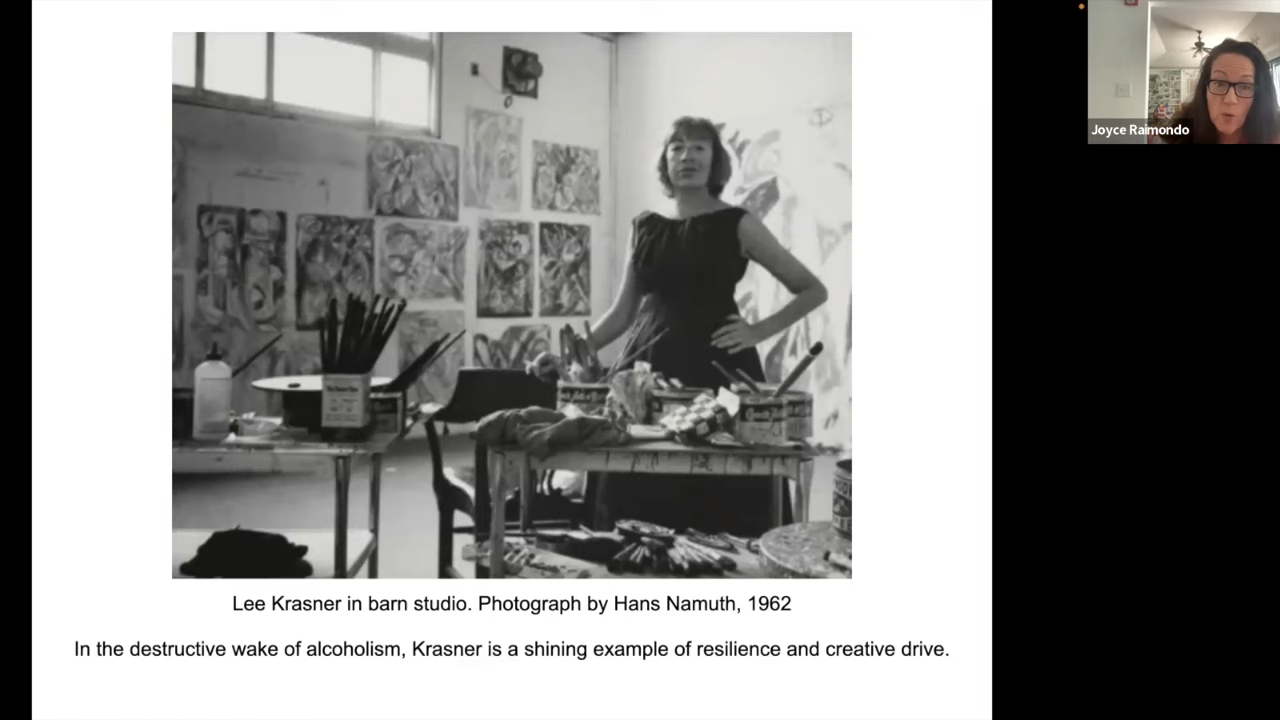 Joyce Raimondo
Lee Krasner in barn studio. Photograph by Hans Namuth, 1962
In the destructive wake of alcoholism, Krasner is a shining example of resilience and creative drive.